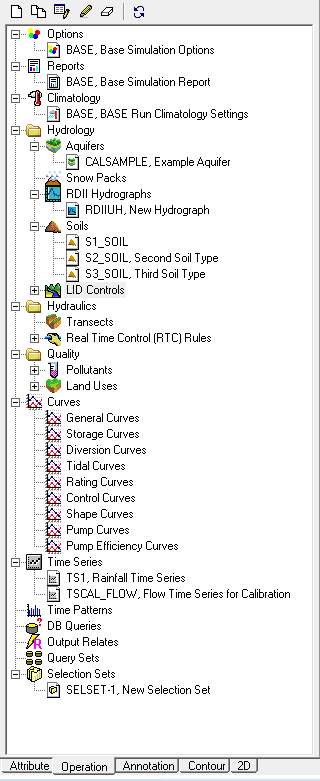 Options
BASE, Base Simulation Options
Reports
BASE, Base Simulation Report
Climatology
BASE, BASE Run Climatology Settings
Hydrology
Aquifers
CALSAMPLE, Example Aquifer
Snow Packs
RDII Hydrographs
RDIIUH, New Hydrograph
Soils
S1_SOIL
S2_SOIL, Second Soil Type
S3_SOIL, Third Soil Type
LID Controls
Hydraulics
Transects
Real Time Control (RTC) Rules
Quality
Pollutants
Land Uses
Curves
General Curves
Storage Curves
Diversion Curves
Tidal Curves
Rating Curves
Control Curves
Shape Curves
Pump Curves
Pump Efficiency Curves
Time Series
TS1, Rainfall Time Series
TSCAL_FLOW, Flow Time Series for Calibration
Time Patterns
DB Queries
Output Relates
Query Sets
Selection Sets
SELSET-1, New Selection Set
Attribute Operation Annotation Contour 2D